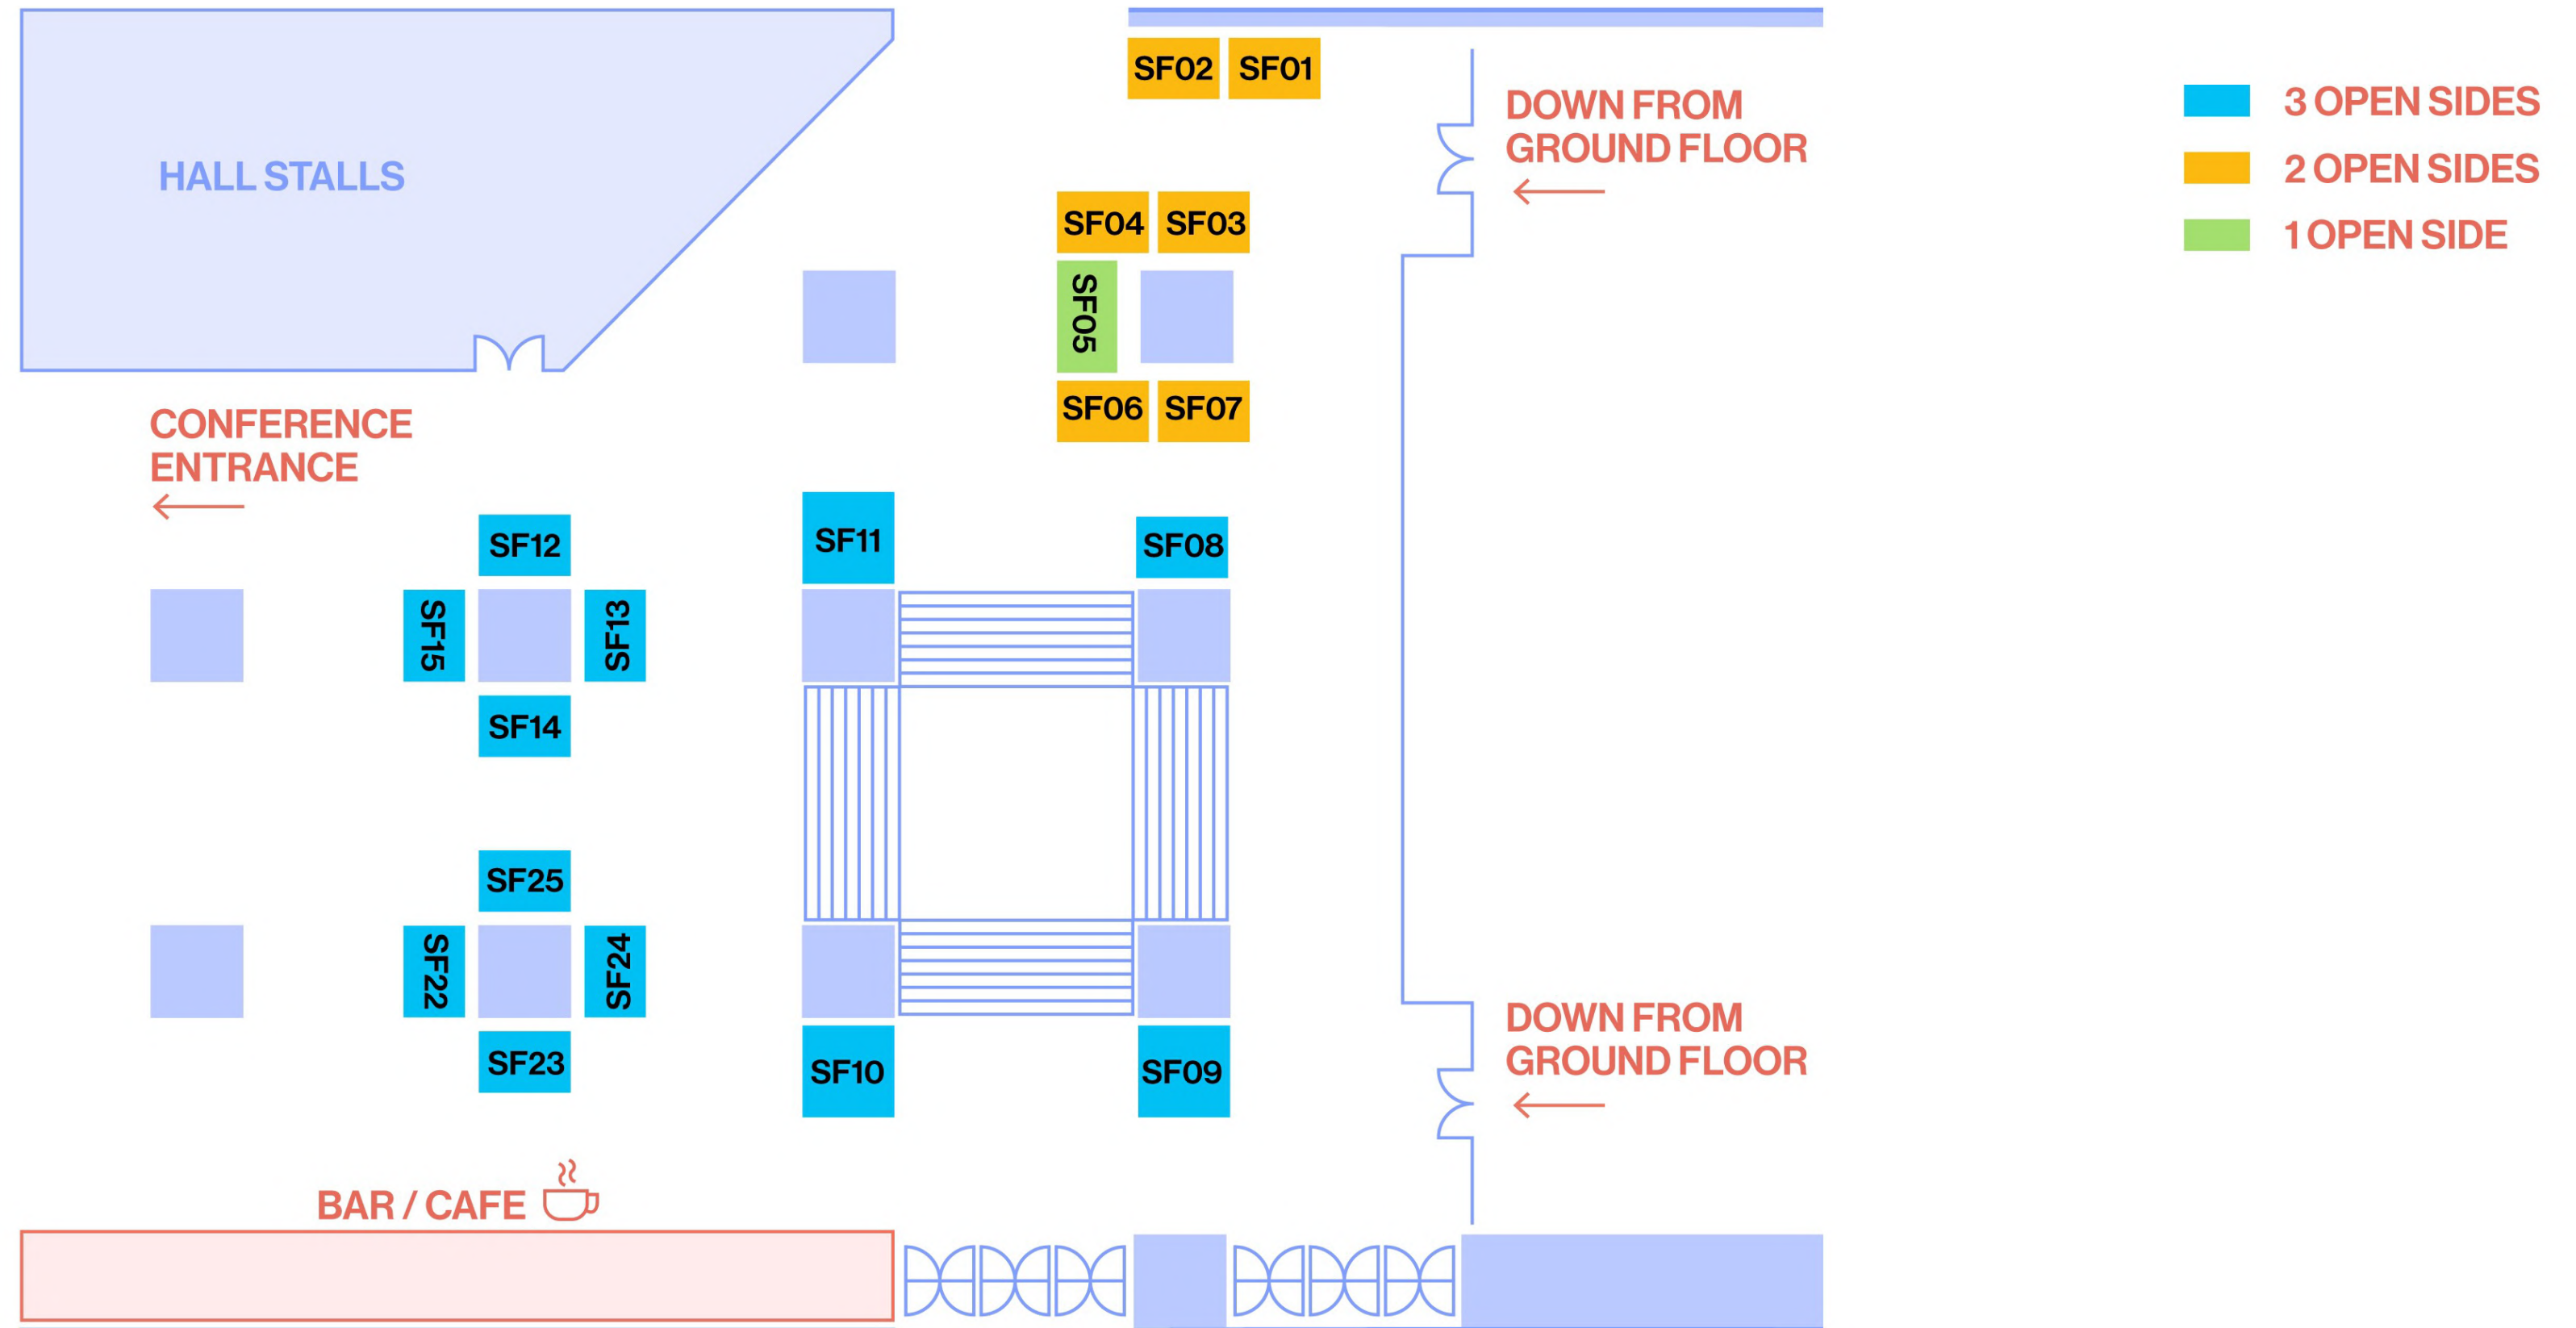 SF02
SF01
DOWN FROM
GROUND FLOOR
3 OPEN SIDES
2 OPEN SIDES
1 OPEN SIDE
HALL STALLS
SF04
SF03
SF05
SF06
SF07
CONFERENCE
ENTRANCE
SF12
SF11
SF08
SF15
SF13
SF14
SF25
SF22
SF24
SF23
SF10
SF09
DOWN FROM
GROUND FLOOR
BAR / CAFE